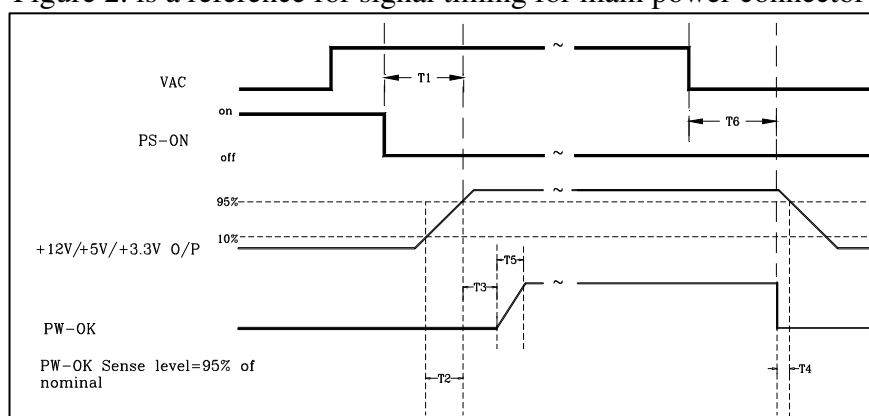 Figure 2. is a reference for signal timing for main power connector
VAC
T1
~
T6
on
PS-ON
off
~
95%
~
10%
+12V/+5V/+3.3V O/P
T5
T3
~
PW-OK
PW-OK Sense level=95% of
nominal
T2
T4